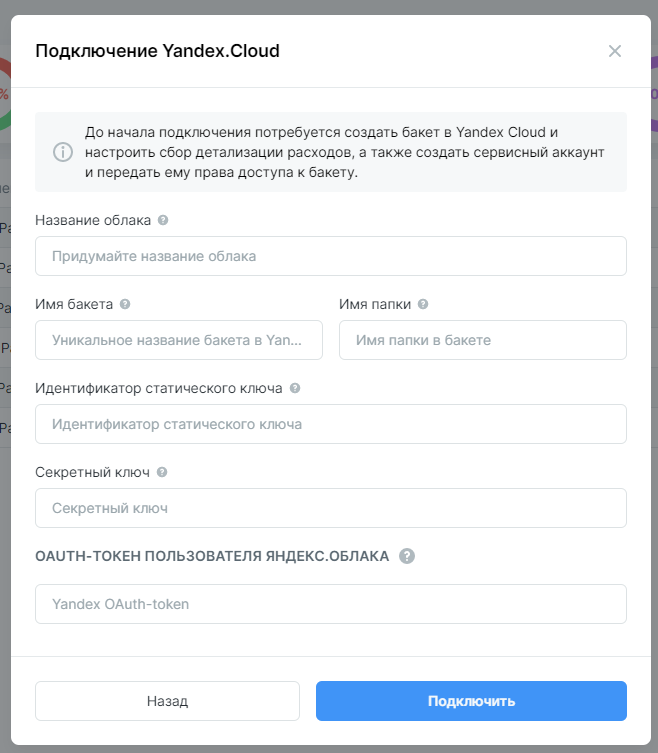 Подключение Yandex.Cloud
До начала подключения потребуется создать бакет в Yandex Cloud и
настроить сбор детализации расходов, а также создать сервисный аккаунт
и передать ему права доступа к бакету.
Название облака
Придумайте название облака
Имя бакета
Имя папки
Уникальное название бакета в Yan...
Имя папки в бакете
Идентификатор статического ключа
Идентификатор статического ключа
Секретный ключ
Секретный ключ
OAUTH-ТОКЕН ПОЛЬЗОВАТЕЛЯ ЯНДЕКС.ОБЛАКА
Yandex OAuth-token
Назад
Подключить